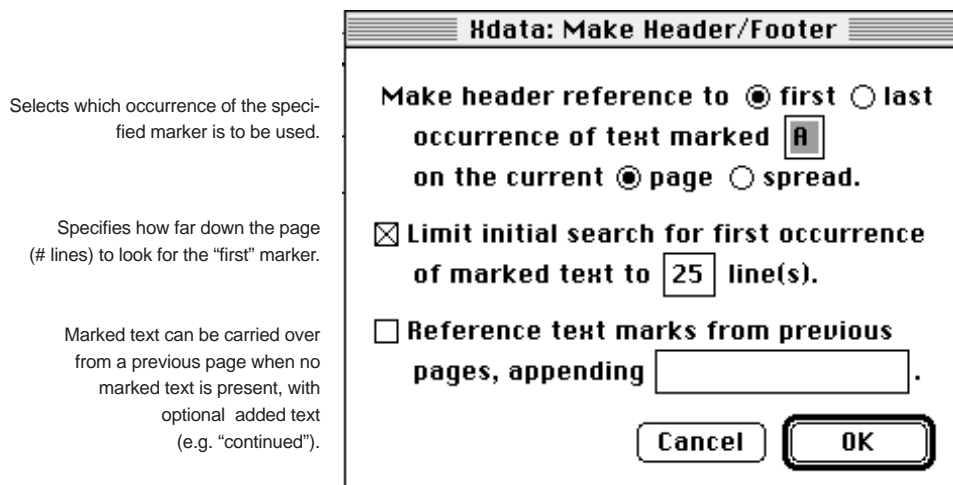 Xdata: Make Header/Footer
Selects which occurrence of the speci-
fied marker is to be used.
Make header reference to first last
occurrence of text marked A
on the current page spread.
Specifies how far down the page
(# lines) to look for the “first” marker.
Limit initial search for first occurrence
of marked text to 25 line(s).
Marked text can be carried over
from a previous page when no
marked text is present, with
optional added text
(e.g. “continued”).
Reference text marks from previous
pages, appending .
Cancel OK